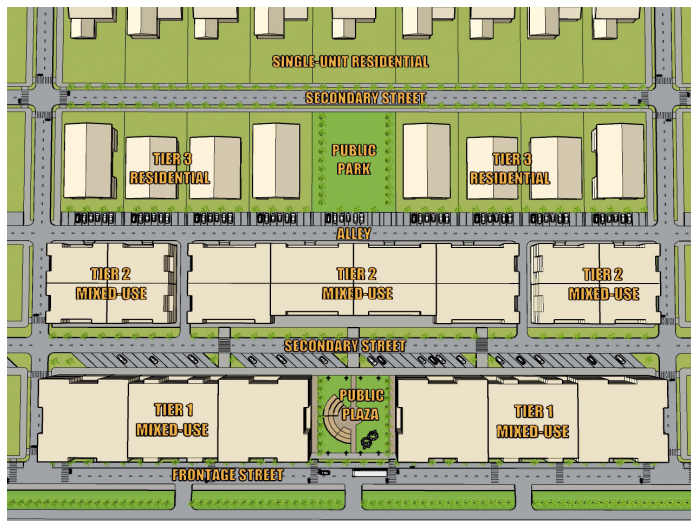 SINGLE-UNIT RESIDENTIAL
SECONDARY STREET
TIER 3
RESIDENTIAL
PUBLIC
PARK
TIER 3
RESIDENTIAL
ALLEY
TIER 2
MIXED-USE
TIER 2
MIXED-USE
TIER 2
MIXED-USE
SECONDARY STREET
TIER 1
MIXED-USE
PUBLIC
PLAZA
TIER 1
MIXED-USE
FRONTAGE STREET